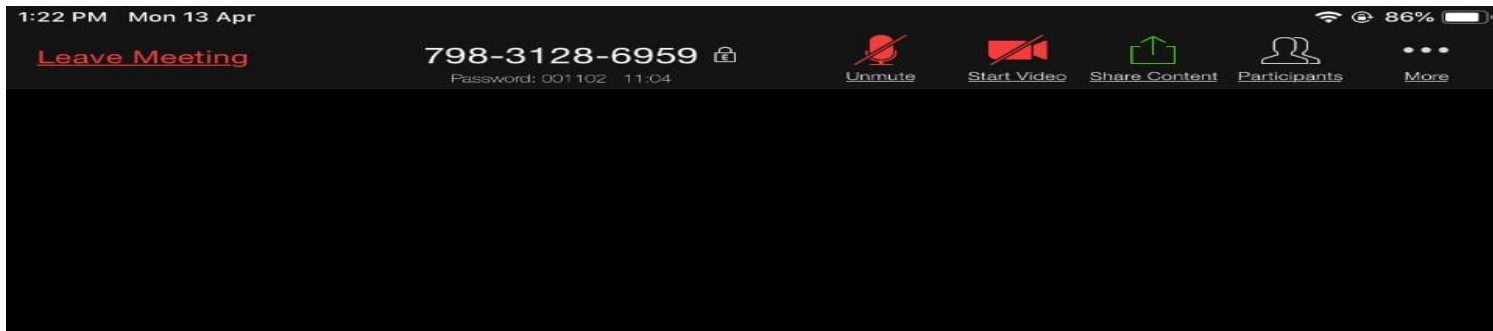 1:22 PM Mon 13 Apr 86%
Leave Meeting 798-3128-6959
Password: 001102 11:04
Unmute Start Video Share Content Participants More